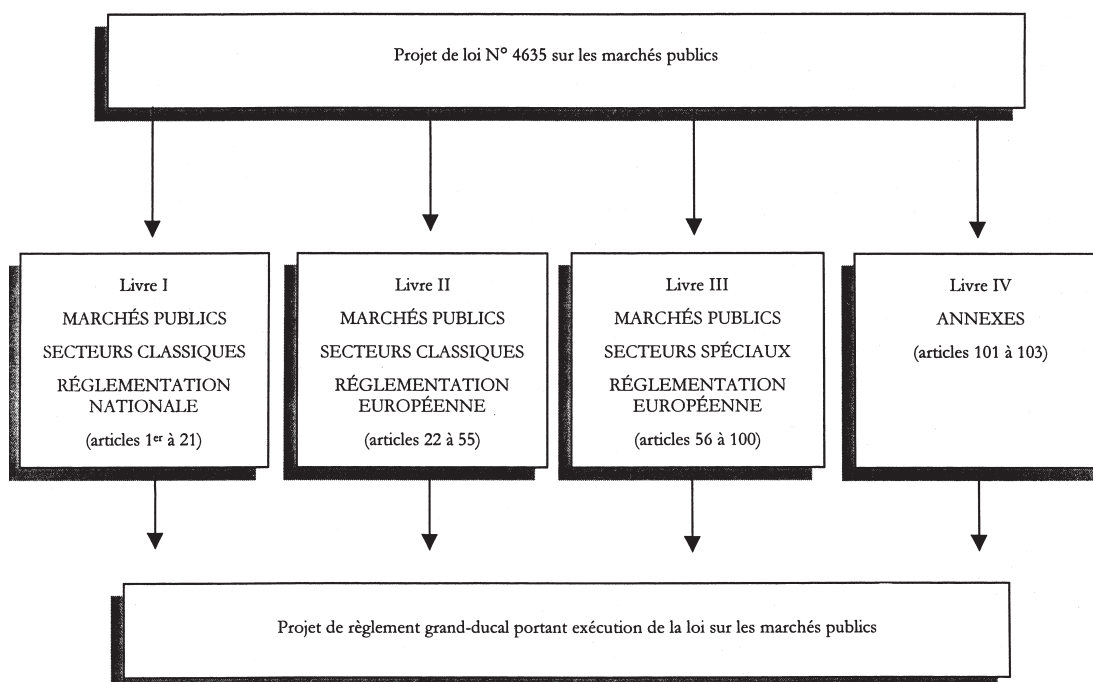 Projet de loi N° 4635 sur les marchés publics
Livre I
MARCHÉS PUBLICS
SECTEURS CLASSIQUES
RÉGLEMENTATION
NATIONALE
(articles 1er à 21)
Livre II
MARCHÉS PUBLICS
SECTEURS CLASSIQUES
RÉGLEMENTATION
EUROPÉENNE
(articles 22 à 55)
Livre III
MARCHÉS PUBLICS
SECTEURS SPÉCIAUX
RÉGLEMENTATION
EUROPÉENNE
(articles 56 à 100)
Livre IV
ANNEXES
(articles 101 à 103)
Projet de règlement grand-ducal portant exécution de la loi sur les marchés publics